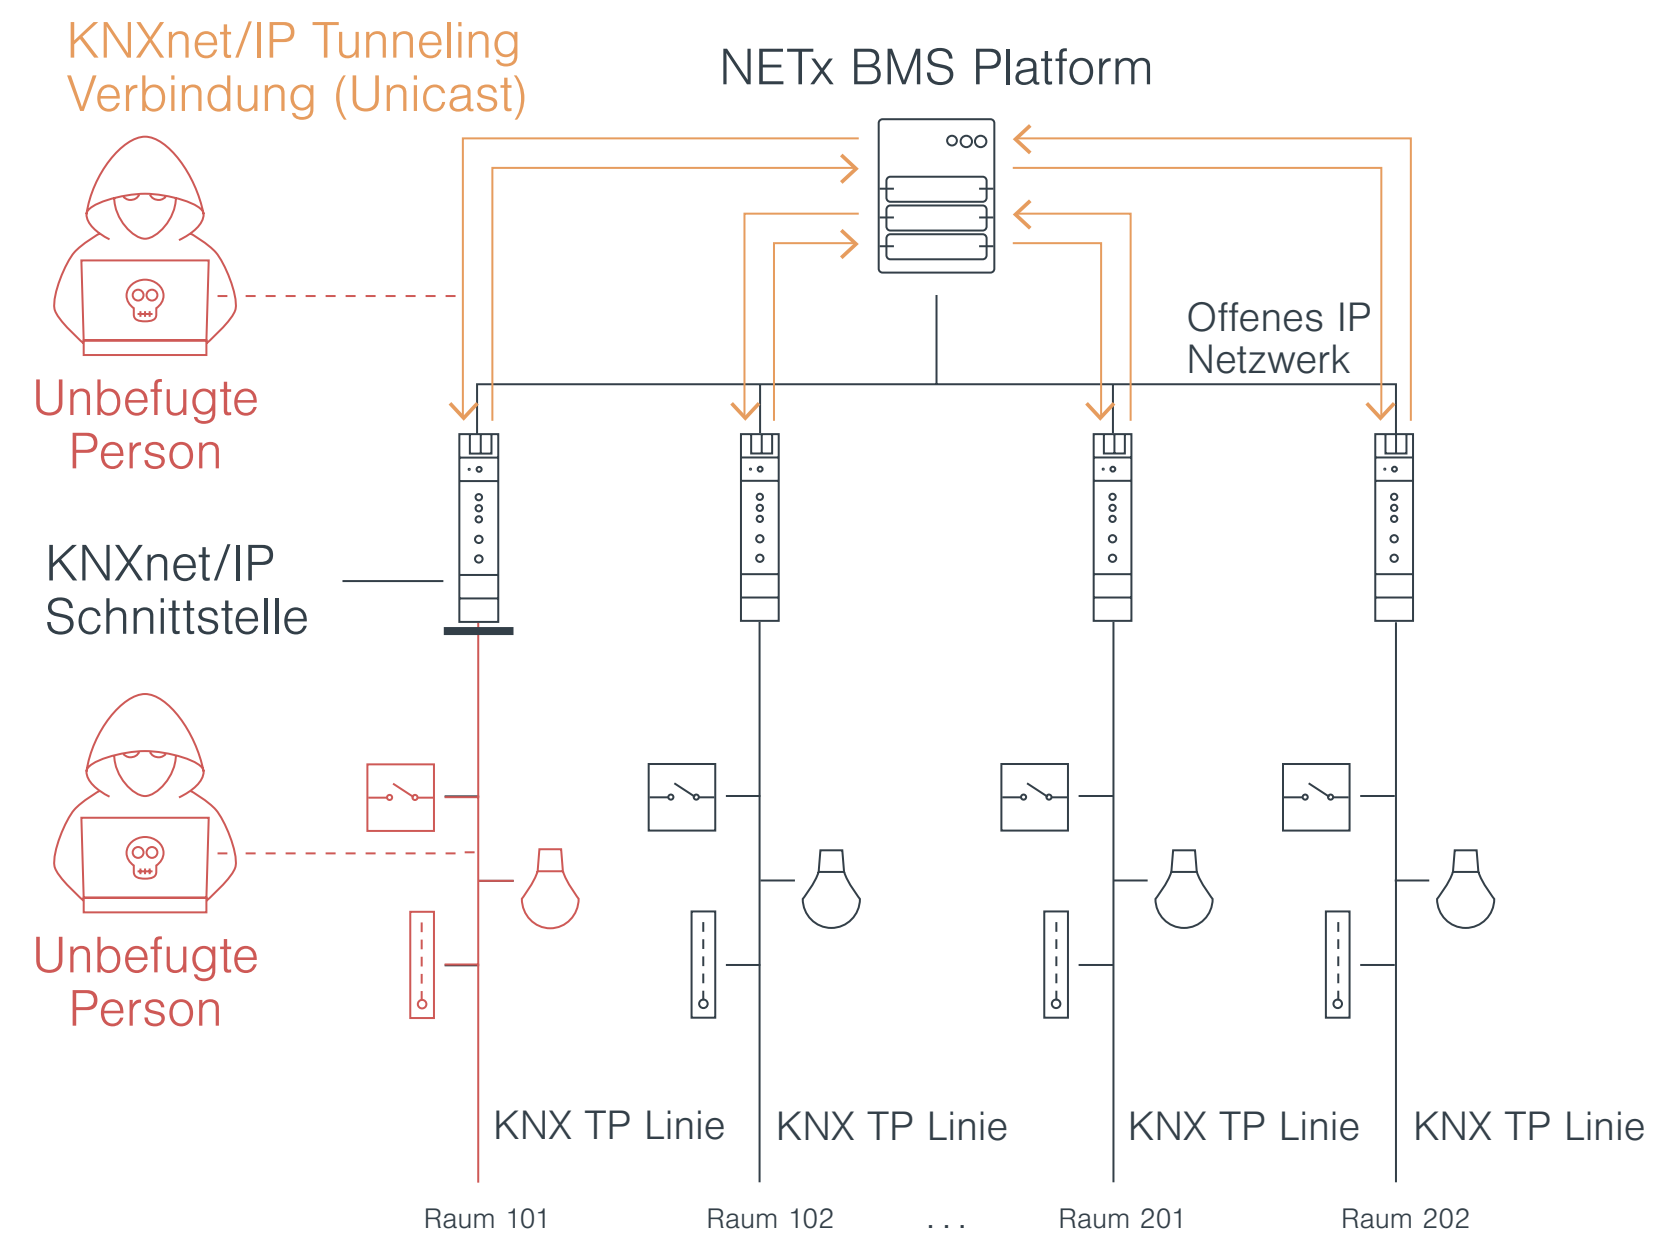 KNXnet/IP Tunneling
Verbindung (Unicast)
NETx BMS Platform
Offenes IP
Netzwerk
Unbefugte
Person
KNXnet/IP
Schnittstelle
Unbefugte
Person
KNX TP Linie
KNX TP Linie
KNX TP Linie
KNX TP Linie
Raum 101
Raum 102
...
Raum 201
Raum 202